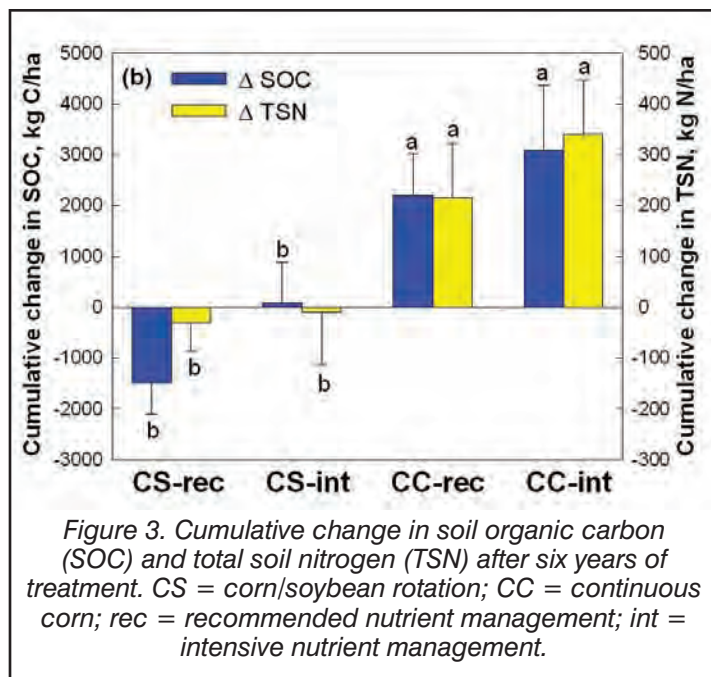 (b)
Δ SOC
Δ TSN
Cumulative change in SOC, kg C/ha
5000
4000
3000
2000
1000
0
-1000
-2000
-3000
Cumulative change in TSN, kg N/ha
500
400
300
200
100
0
-100
-200
-300
b
b
b
b
a
a
a
a
CS-rec CS-int CC-rec CC-int
Figure 3. Cumulative change in soil organic carbon
(SOC) and total soil nitrogen (TSN) after six years of
treatment. CS = corn/soybean rotation; CC = continuous
corn; rec = recommended nutrient management; int =
intensive nutrient management.